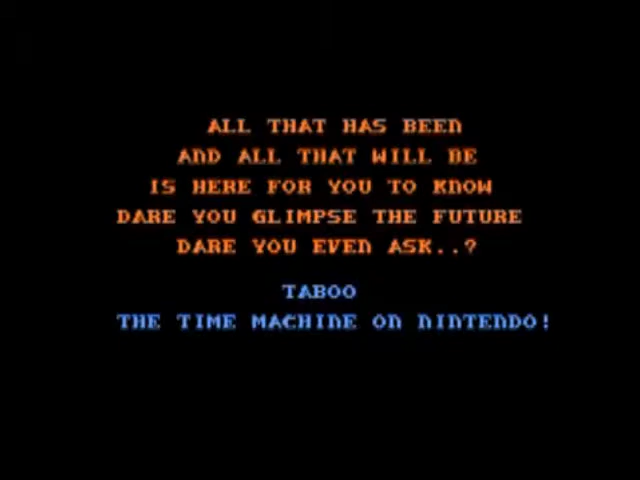 ALL THAT HAS BEEN
AND ALL THAT WILL BE
IS HERE FOR YOU TO KNOW
DARE YOU GLIMPSE THE FUTURE
DARE YOU EVEN ASK..?
TABOO
THE TIME MACHINE ON NINTENDO!